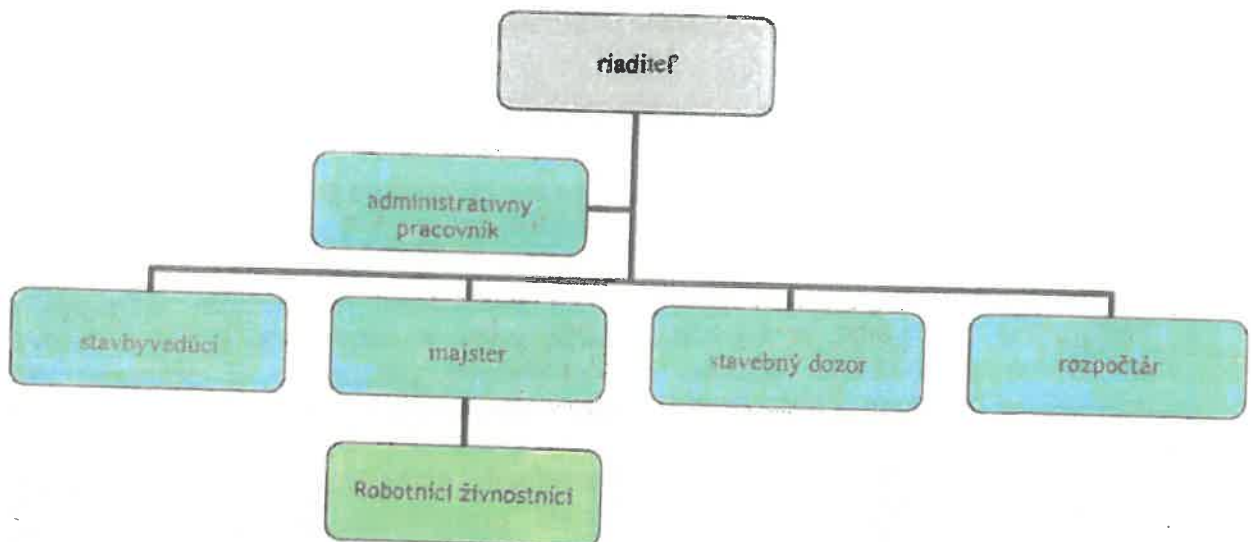 riaditeľ
administratívny
pracovník
stavbyvedúci
majster
stavebný dozor
rozpočtár
Robotníci živnostníci